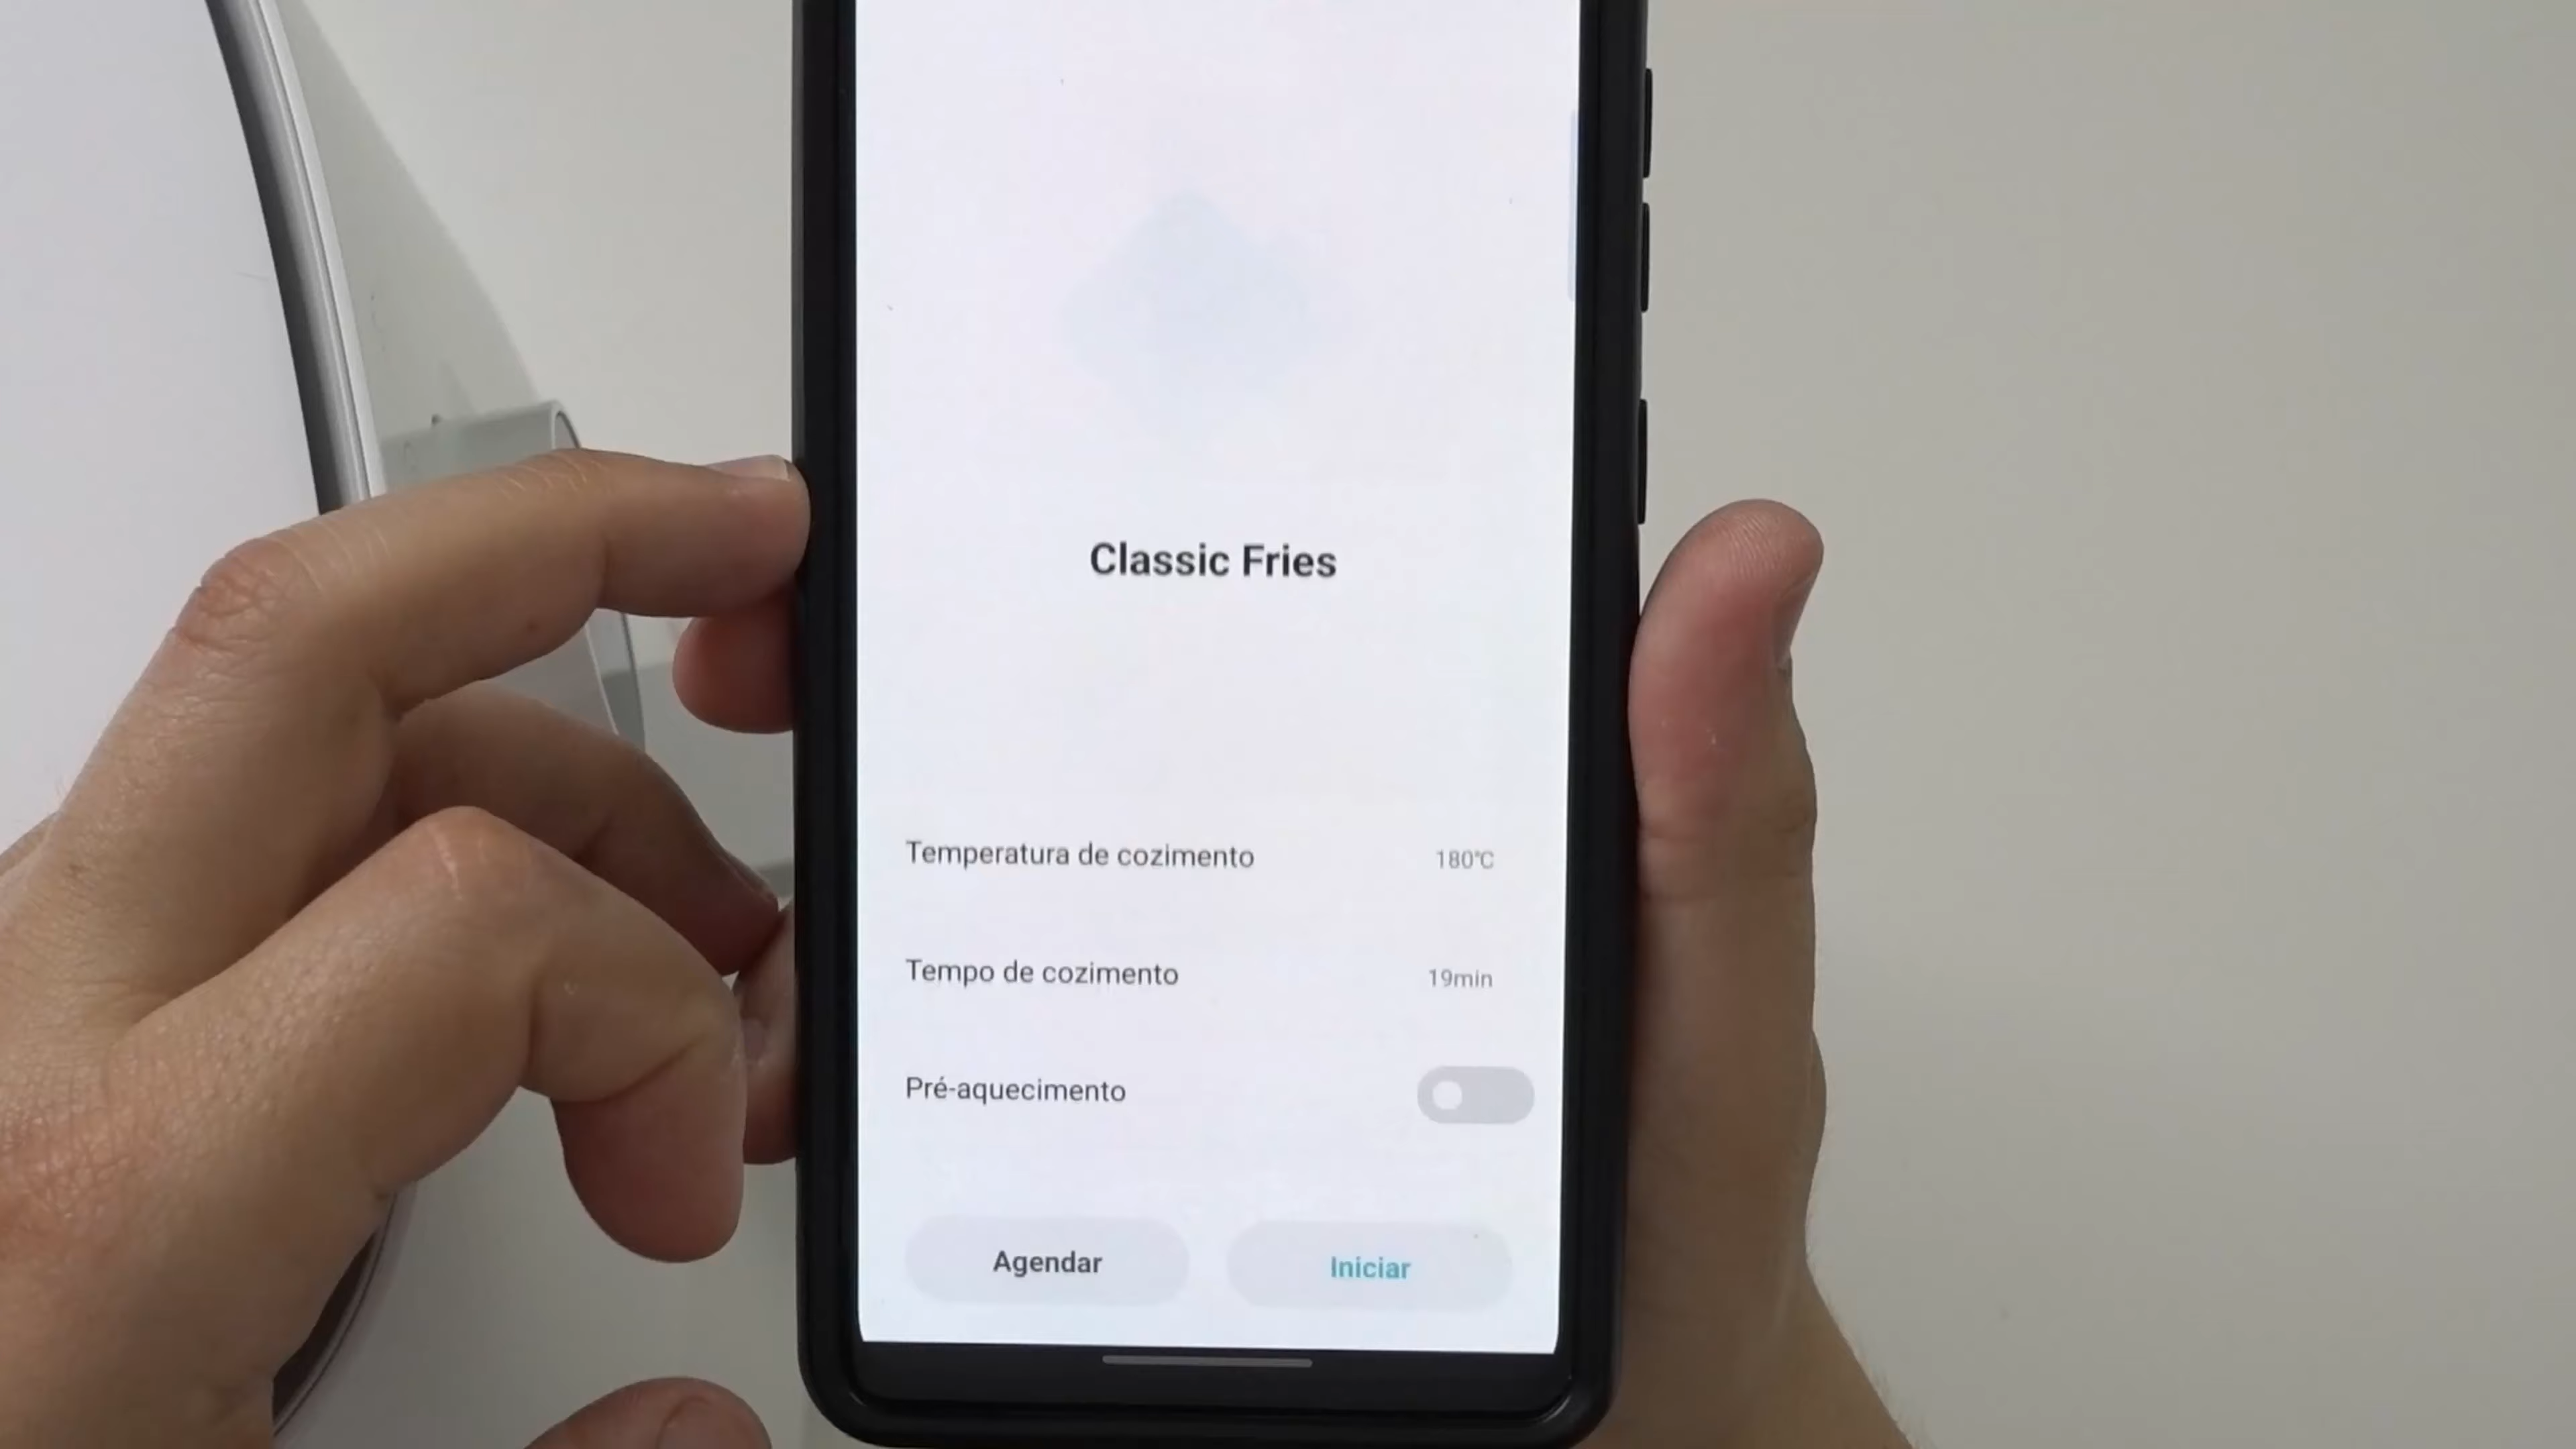 Classic Fries
Temperatura de cozimento 180°C
Tempo de cozimento 19min
Pré-aquecimento
Agendar Iniciar